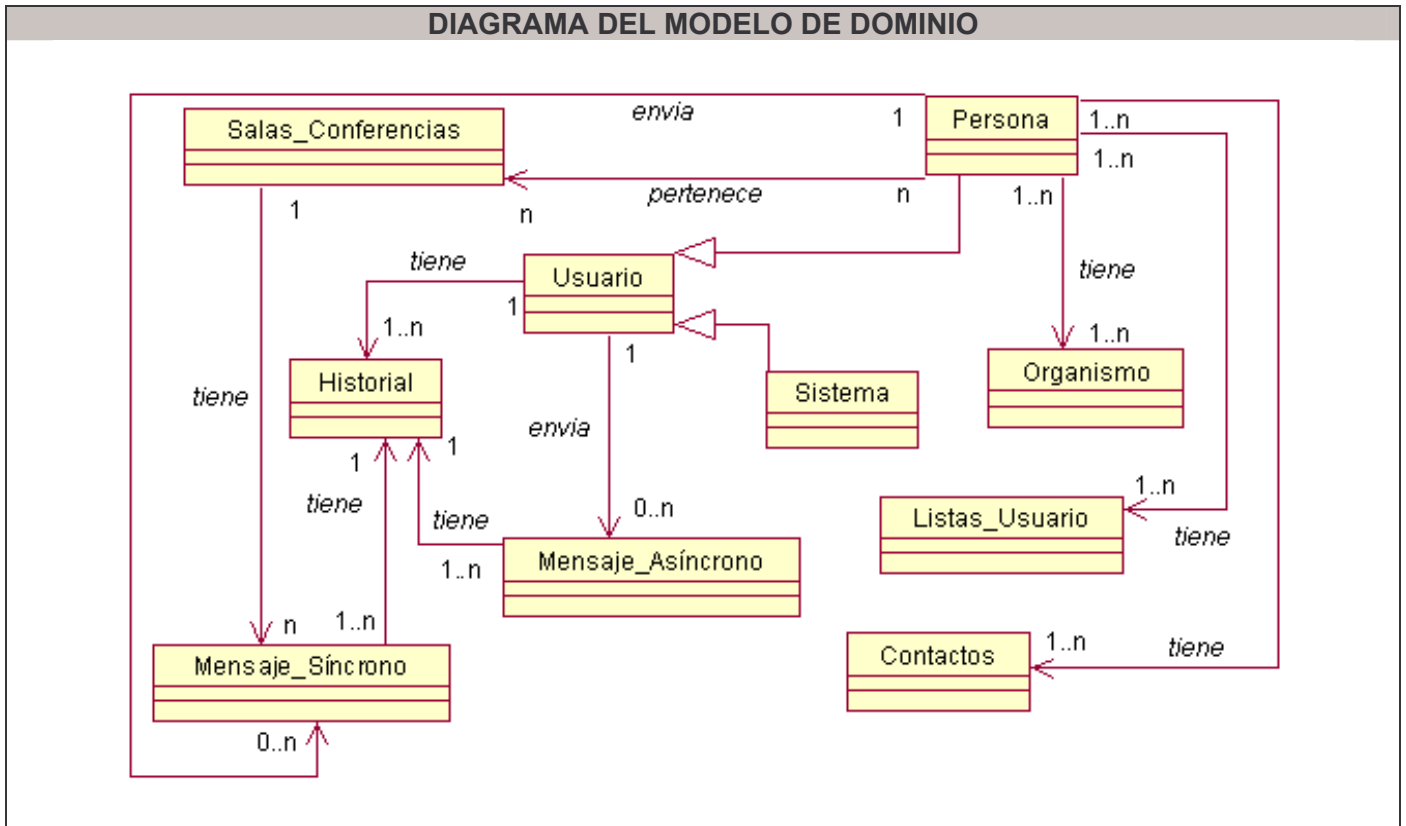 DIAGRAMA DEL MODELO DE DOMINIO
envia
1
Persona
1..n
Salas_Conferencias
1..n
pertenece
n
1..n
1
n
tiene
Usuario
tiene
1
1..n
1
1..n
Historial
Organismo
Sistema
tiene
envia
1
1
tiene
1..n
0..n
tiene
Listas_Usuario
tiene
Mensaje_Asíncrono
1..n
n
1..n
1..n
tiene
Contactos
Mensaje_Síncrono
0..n